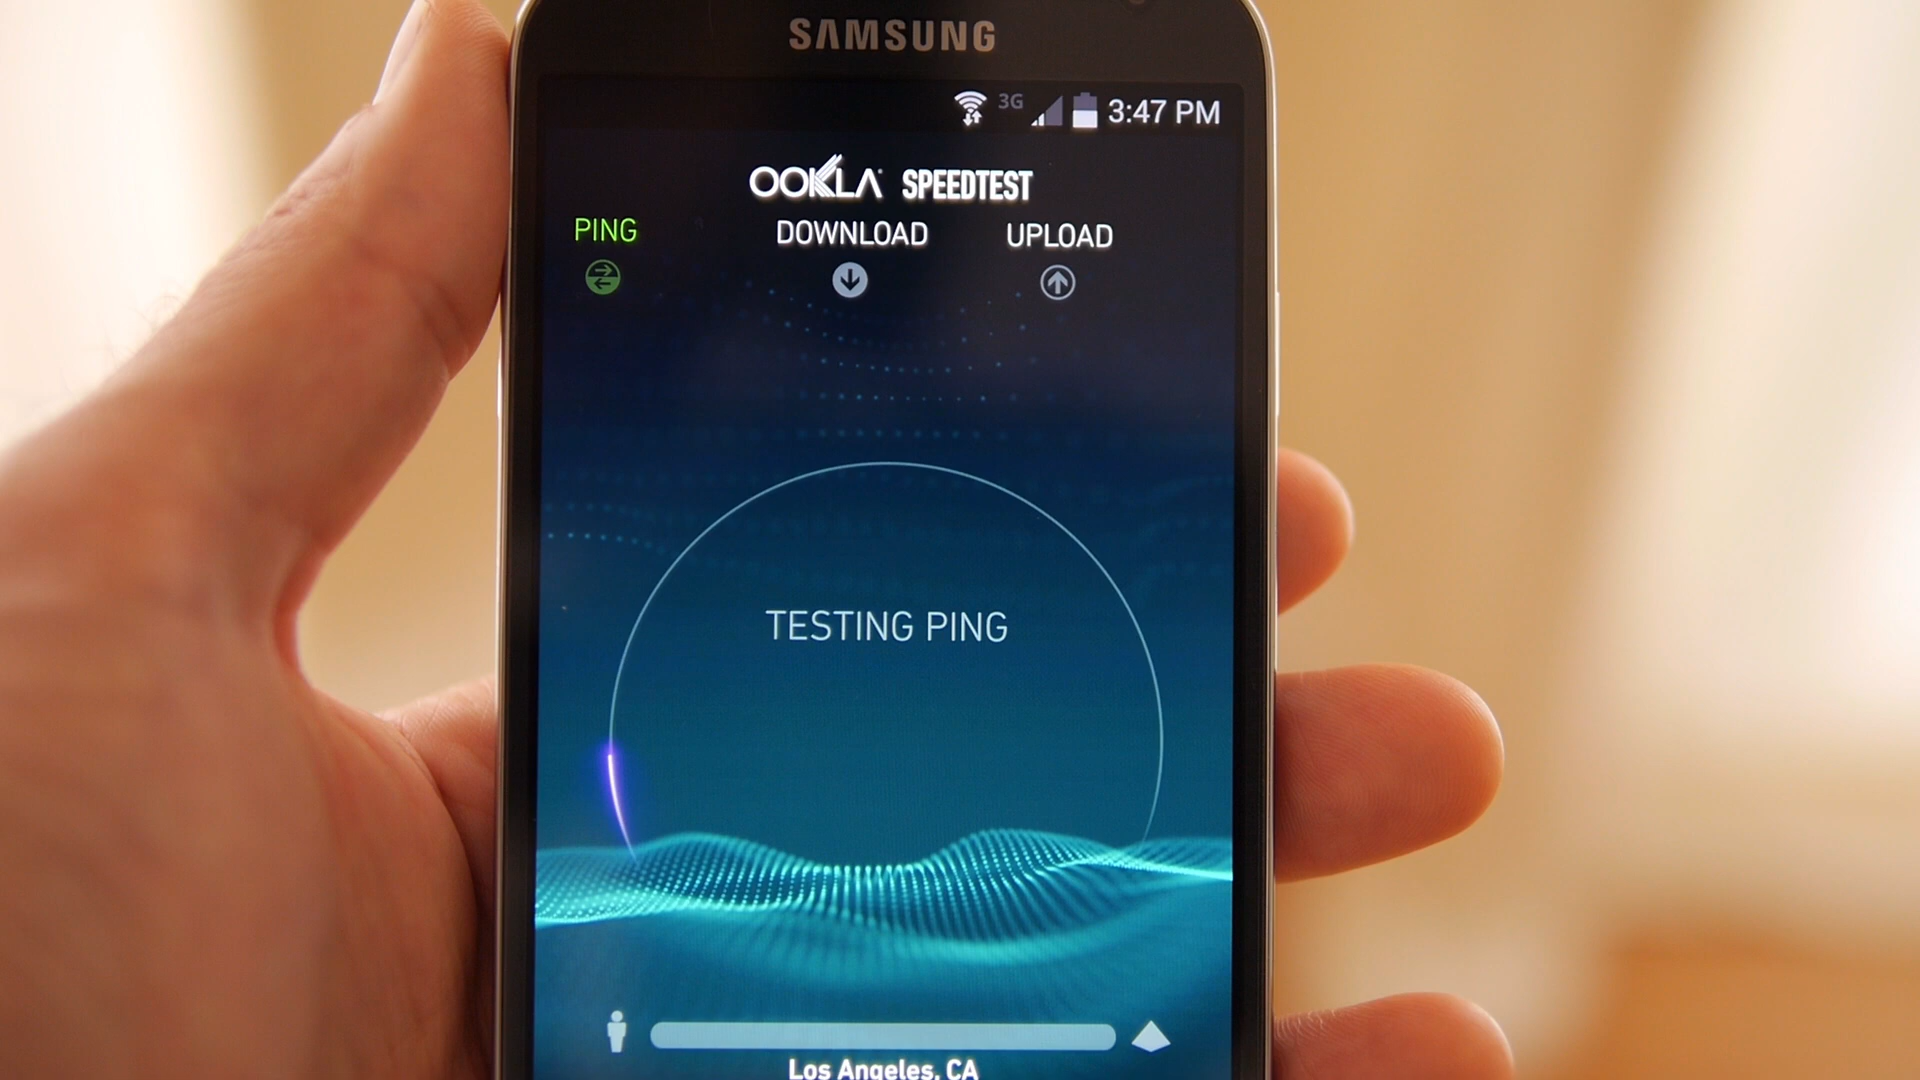 SAMSUNG
3G 3:47 PM
OOKLA SPEEDTEST
PING DOWNLOAD UPLOAD
TESTING PING
Los Angeles, CA